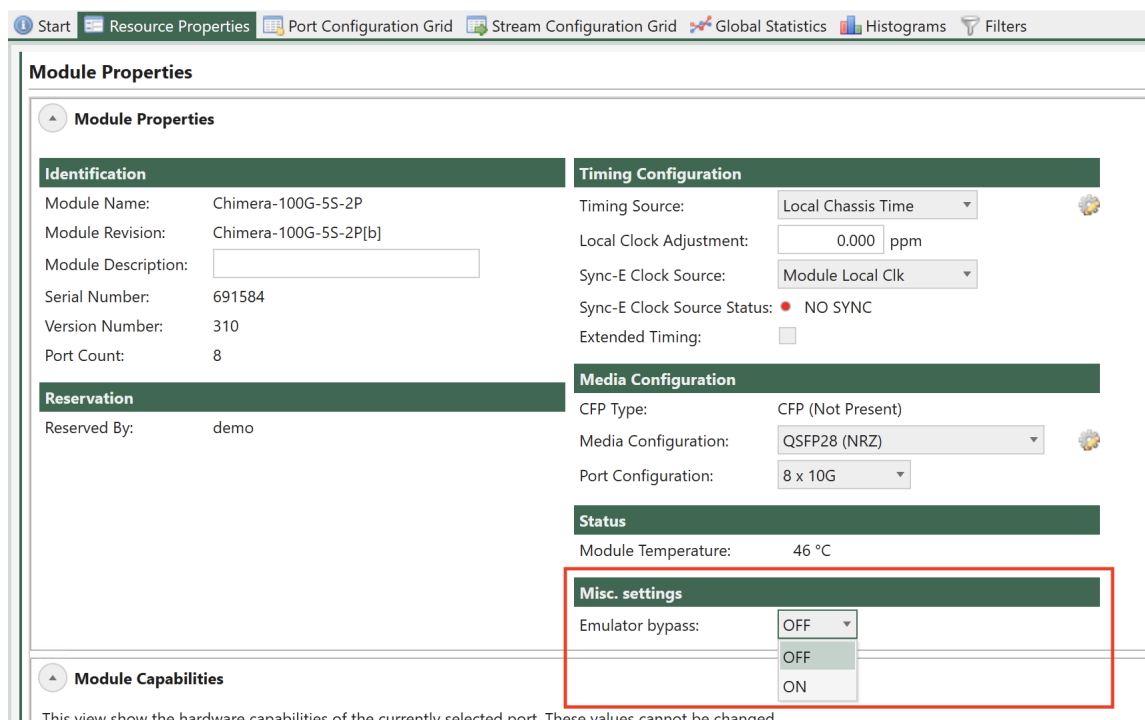 Start Resource Properties Port Configuration Grid Stream Configuration Grid Global Statistics Histograms Filters
Module Properties
Module Properties
Identification
Module Name: Chimera-100G-5S-2P
Module Revision: Chimera-100G-5S-2P[b]
Module Description:
Serial Number: 691584
Version Number: 310
Port Count: 8
Reservation
Reserved By: demo
Timing Configuration
Timing Source: Local Chassis Time
Local Clock Adjustment: 0.000 ppm
Sync-E Clock Source: Module Local Clk
Sync-E Clock Source Status: NO SYNC
Extended Timing:
Media Configuration
CFP Type: CFP (Not Present)
Media Configuration: QSFP28 (NRZ)
Port Configuration: 8 x 10G
Status
Module Temperature: 46 °C
Misc. settings
Emulator bypass: OFF
OFF
ON
Module Capabilities
This view show the hardware capabilities of the currently selected port. These values cannot be changed